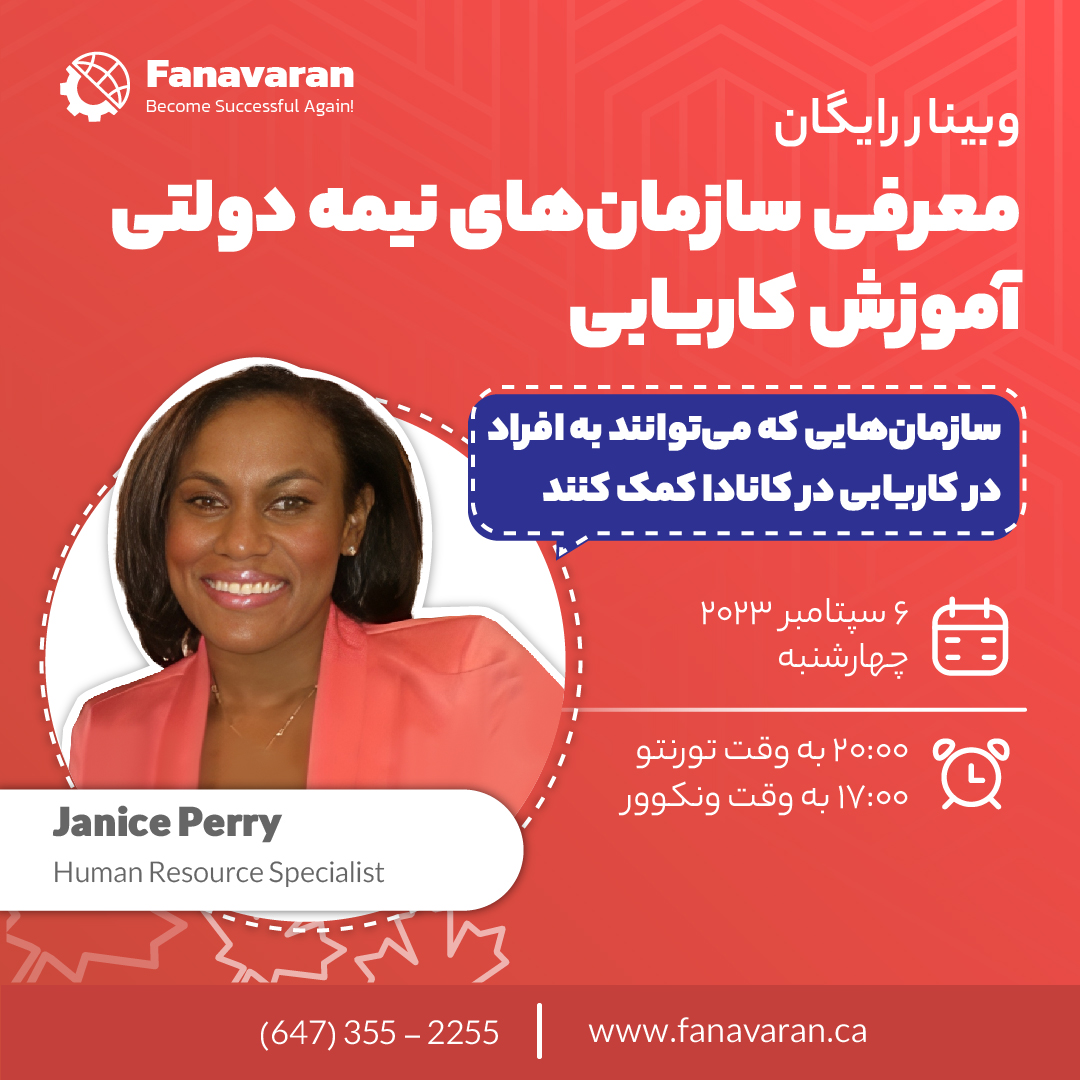 Fanavaran
Become Successful Again!
وبینار رایگان
معرفی سازمان‌های نیمه دولتی
آموزش کاریابی
سازمان‌هایی که می‌توانند به افراد
در کاریابی در کانادا کمک کنند
۶ سپتامبر ۲۰۲۳
چهارشنبه
۲۰:۰۰ به وقت تورنتو
۱۷:۰۰ به وقت ونکوور
Janice Perry
Human Resource Specialist
(647) 355 – 2255
www.fanavaran.ca